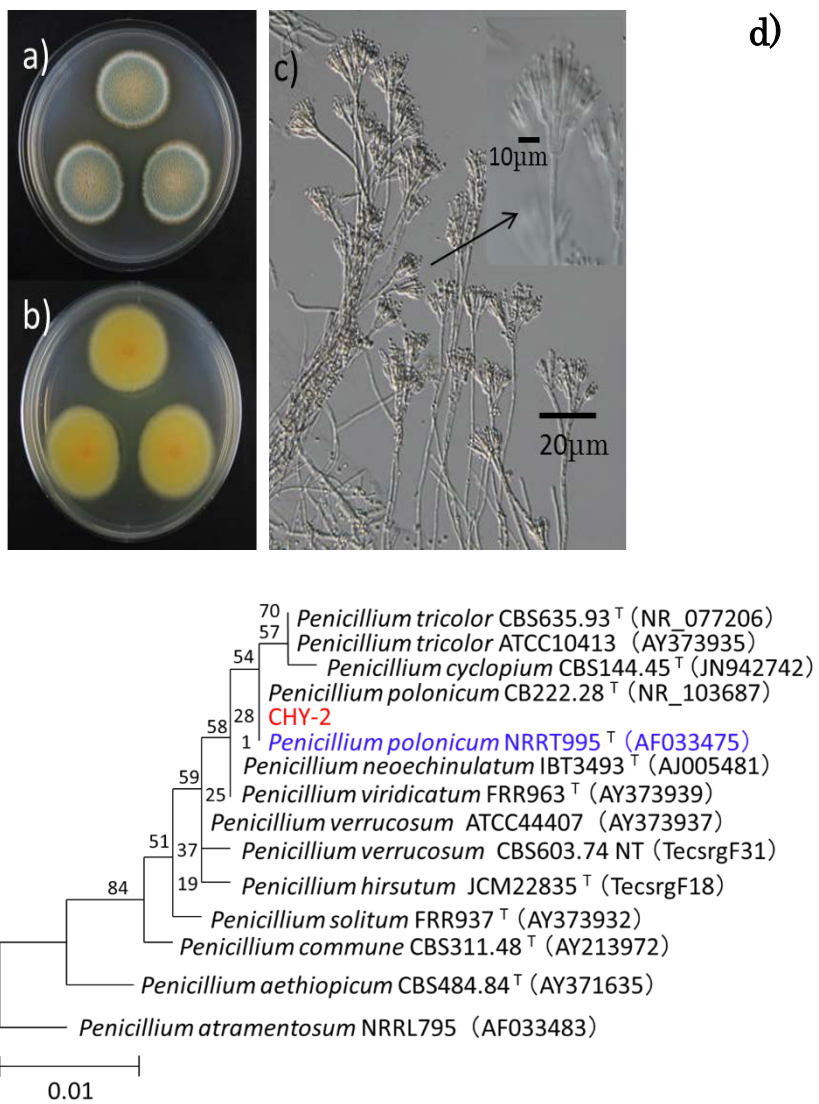 a)
b)
c)
10μm
20μm
d)
70
57
54
28
58
1
59
25
51
37
19
84
Penicillium tricolor CBS635.93 T (NR_077206)
Penicillium tricolor ATCC10413 (AY373935)
Penicillium cyclopium CBS144.45 T (JN942742)
Penicillium polonicum CB222.28 T (NR_103687)
CHY-2
Penicillium polonicum NRRT995 T (AF033475)
Penicillium neoechinulatum IBT3493 T (AJ005481)
Penicillium viridicatum FRR963 T (AY373939)
Penicillium verrucosum ATCC44407 (AY373937)
Penicillium verrucosum CBS603.74 NT (TecsrgF31)
Penicillium hirsutum JCM22835 T (TecsrgF18)
Penicillium solitum FRR937 T (AY373932)
Penicillium commune CBS311.48 T (AY213972)
Penicillium aethiopicum CBS484.84 T (AY371635)
Penicillium atramentosum NRRL795 (AF033483)
0.01